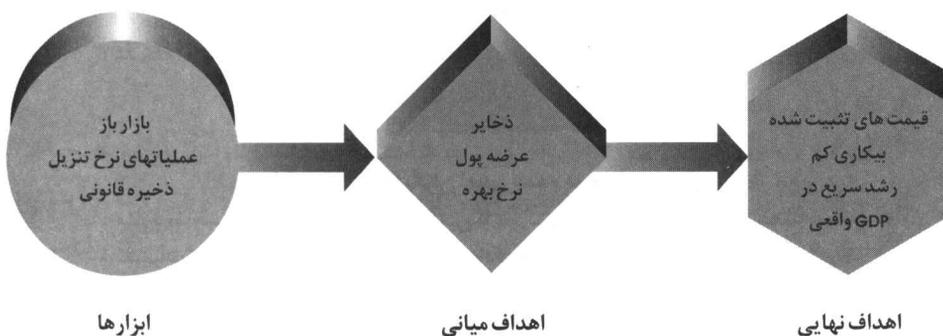 بازار باز
عملیاتهای نرخ تنزیل
ذخیره قانونی
ابزارها
ذخایر
عرضه پول
نرخ بهره
اهداف میانی
قیمت های تثبیت شده
بیکاری کم
رشد سریع در
GDP واقعی
اهداف نهایی